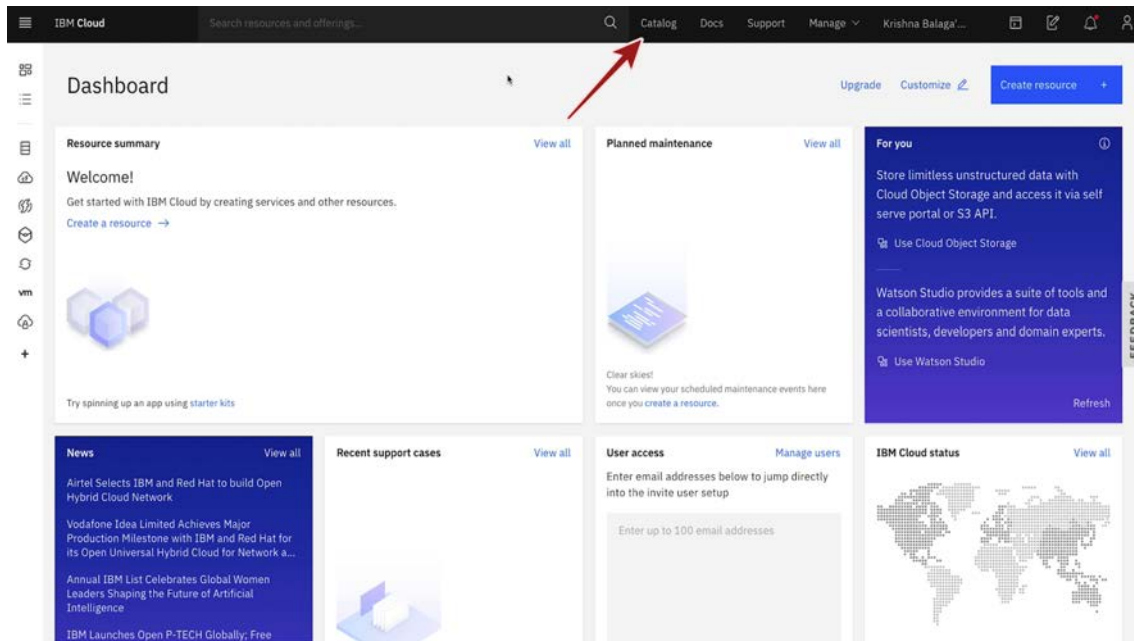 IBM Cloud
Search resources and offerings...
Catalog
Docs
Support
Manage
Krishna Balaga'...
Dashboard
Upgrade
Customize
Create resource +
Resource summary
View all
Welcome!
Get started with IBM Cloud by creating services and other resources.
Create a resource →
Try spinning up an app using starter kits
Planned maintenance
View all
Clear skies!
You can view your scheduled maintenance events here
once you create a resource.
For you
Store limitless unstructured data with
Cloud Object Storage and access it via self
serve portal or S3 API.
Use Cloud Object Storage
Watson Studio provides a suite of tools and
a collaborative environment for data
scientists, developers and domain experts.
Use Watson Studio
Refresh
FEEDBACK
vm
News
View all
Airtel Selects IBM and Red Hat to build Open
Hybrid Cloud Network
Vodafone Idea Limited Achieves Major
Production Milestone with IBM and Red Hat for
its Open Universal Hybrid Cloud for Network a...
Annual IBM List Celebrates Global Women
Leaders Shaping the Future of Artificial
Intelligence
IBM Launches Open P-TECH Globally; Free
Recent support cases
View all
User access
Manage users
Enter email addresses below to jump directly
into the invite user setup
Enter up to 100 email addresses
IBM Cloud status
View all